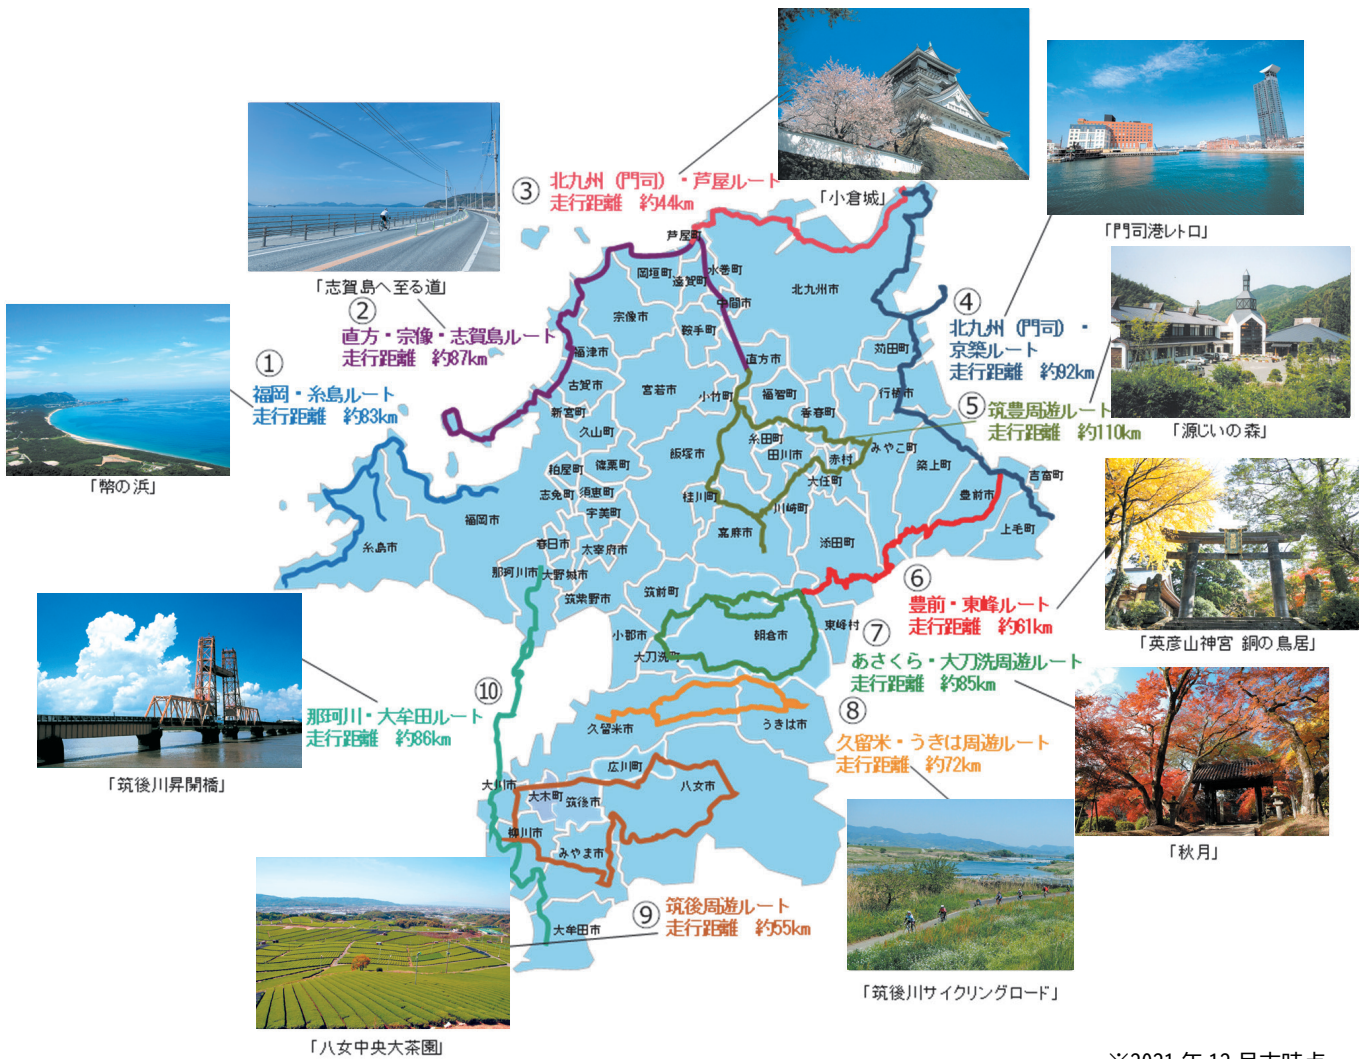 ③
北九州（門司）・芦屋ルート
走行距離 約44km
「小倉城」
「門司港レトロ」
「志賀島へ至る道」
②
直方・宗像・志賀島ルート
走行距離 約87km
①
福岡・糸島ルート
走行距離 約83km
「幣の浜」
④
北九州（門司）・
京築ルート
走行距離 約92km
「源じいの森」
⑤
筑豊周遊ルート
走行距離 約110km
⑥
豊前・東峰ルート
走行距離 約61km
「英彦山神宮 銅の鳥居」
⑦
あさくら・大刀洗周遊ルート
走行距離 約85km
「秋月」
⑧
久留米・うきは周遊ルート
走行距離 約72km
「筑後川サイクリングロード」
⑨
筑後周遊ルート
走行距離 約55km
「八女中央大茶園」
⑩
那珂川・大牟田ルート
走行距離 約86km
「筑後川昇開橋」
芦屋町
岡垣町
遠賀町
水巻町
中間市
北九州市
宗像市
鞍手町
福津市
直方市
苅田町
古賀市
宮若市
小竹町
福智町
行橋市
新宮町
香春町
久山町
糸田町
みやこ町
粕屋町
篠栗町
飯塚市
田川市
赤村
築上町
吉富町
志免町
須恵町
桂川町
大任町
豊前市
福岡市
宇美町
川崎町
上毛町
糸島市
春日市
太宰府市
嘉麻市
添田町
那珂川市
大野城市
筑紫野市
筑前町
小郡市
朝倉市
東峰村
大刀洗町
久留米市
うきは市
広川町
大川市
大木町
筑後市
八女市
柳川市
みやま市
大牟田市